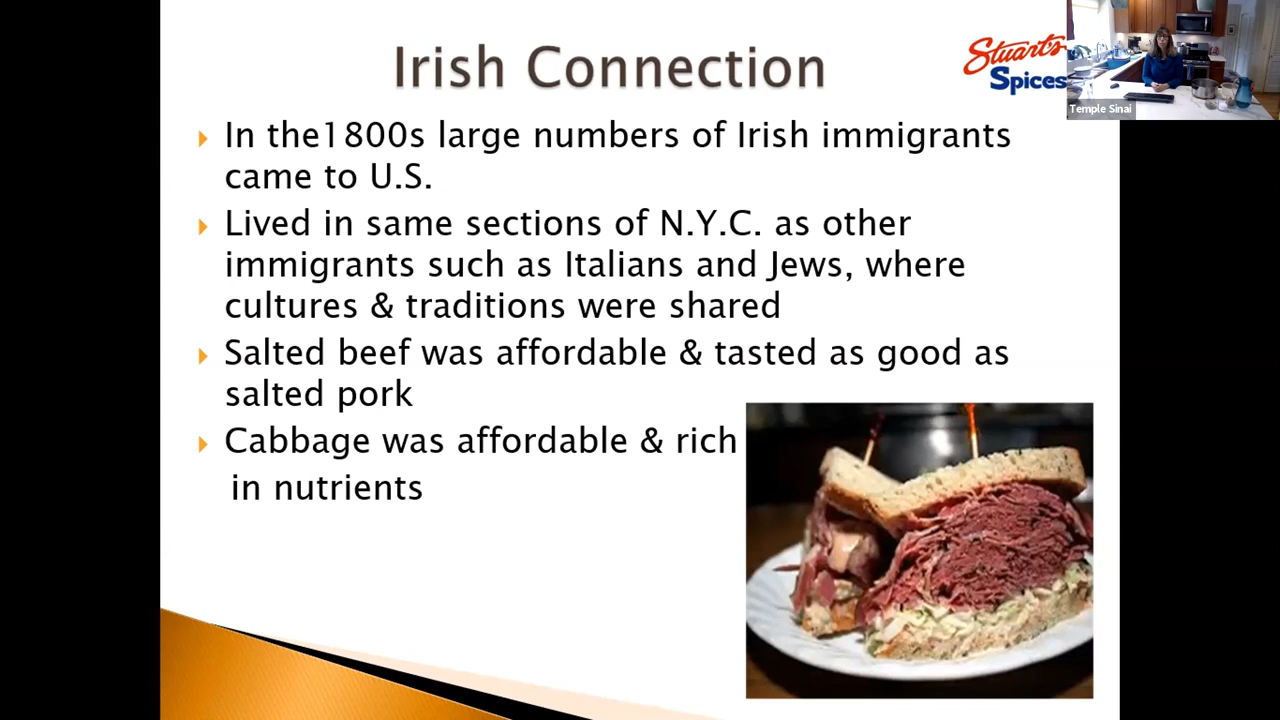 Irish Connection
Stuart's
Spices
Temple Sinai
In the1800s large numbers of Irish immigrants
came to U.S.
Lived in same sections of N.Y.C. as other
immigrants such as Italians and Jews, where
cultures & traditions were shared
Salted beef was affordable & tasted as good as
salted pork
Cabbage was affordable & rich
in nutrients